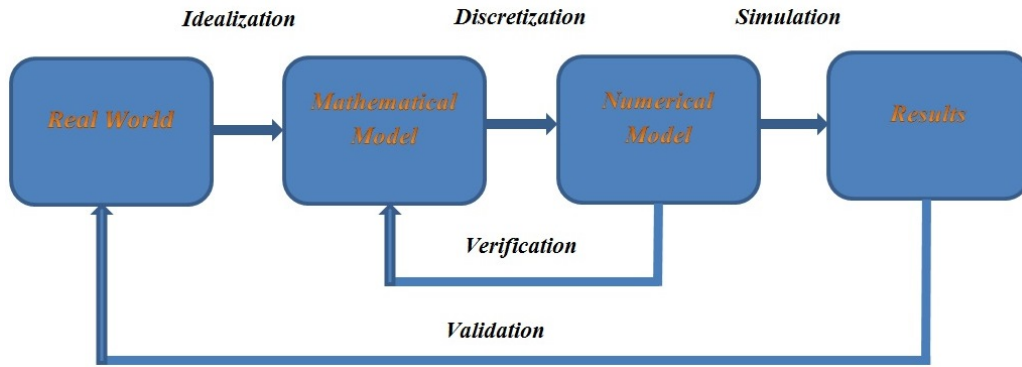 Idealization
Discretization
Simulation
Real World
Mathematical
Model
Numerical
Model
Results
Verification
Validation